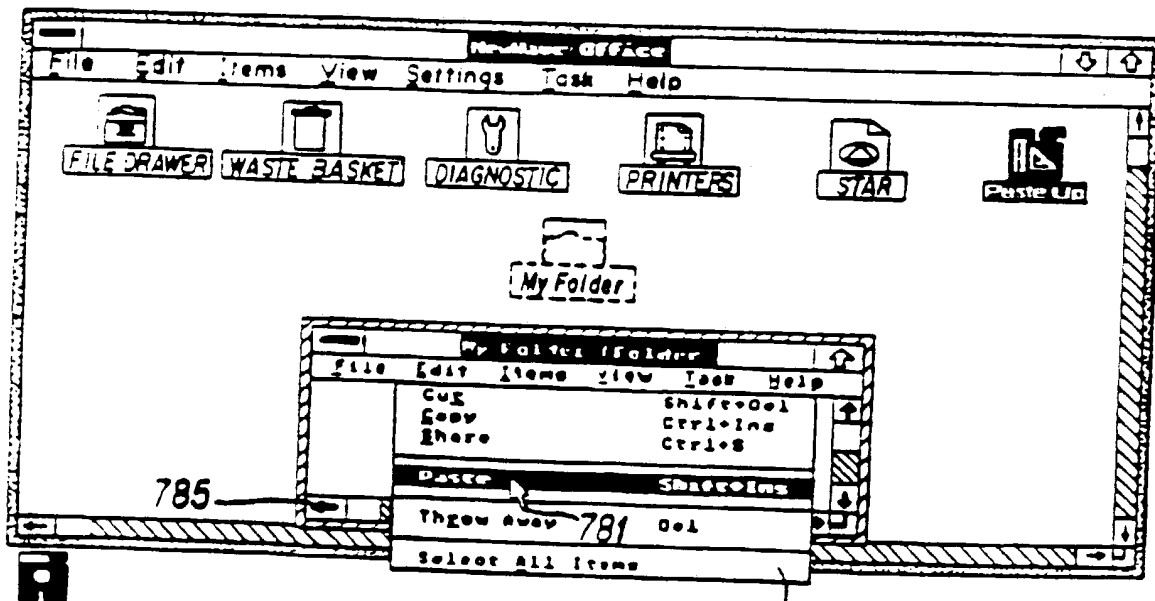 NewWave Office
File Edit Items View Settings Task Help
FILE DRAWER WASTE BASKET DIAGNOSTIC PRINTERS STAR Paste Up
My Folder
My Folder (Folder
File Edit Items View Task Help
Cut Shift+Del
Copy Ctrl+Ins
Share Ctrl+S
Paste Shift+Ins
785
Throw Away 781 Del
Select All Items